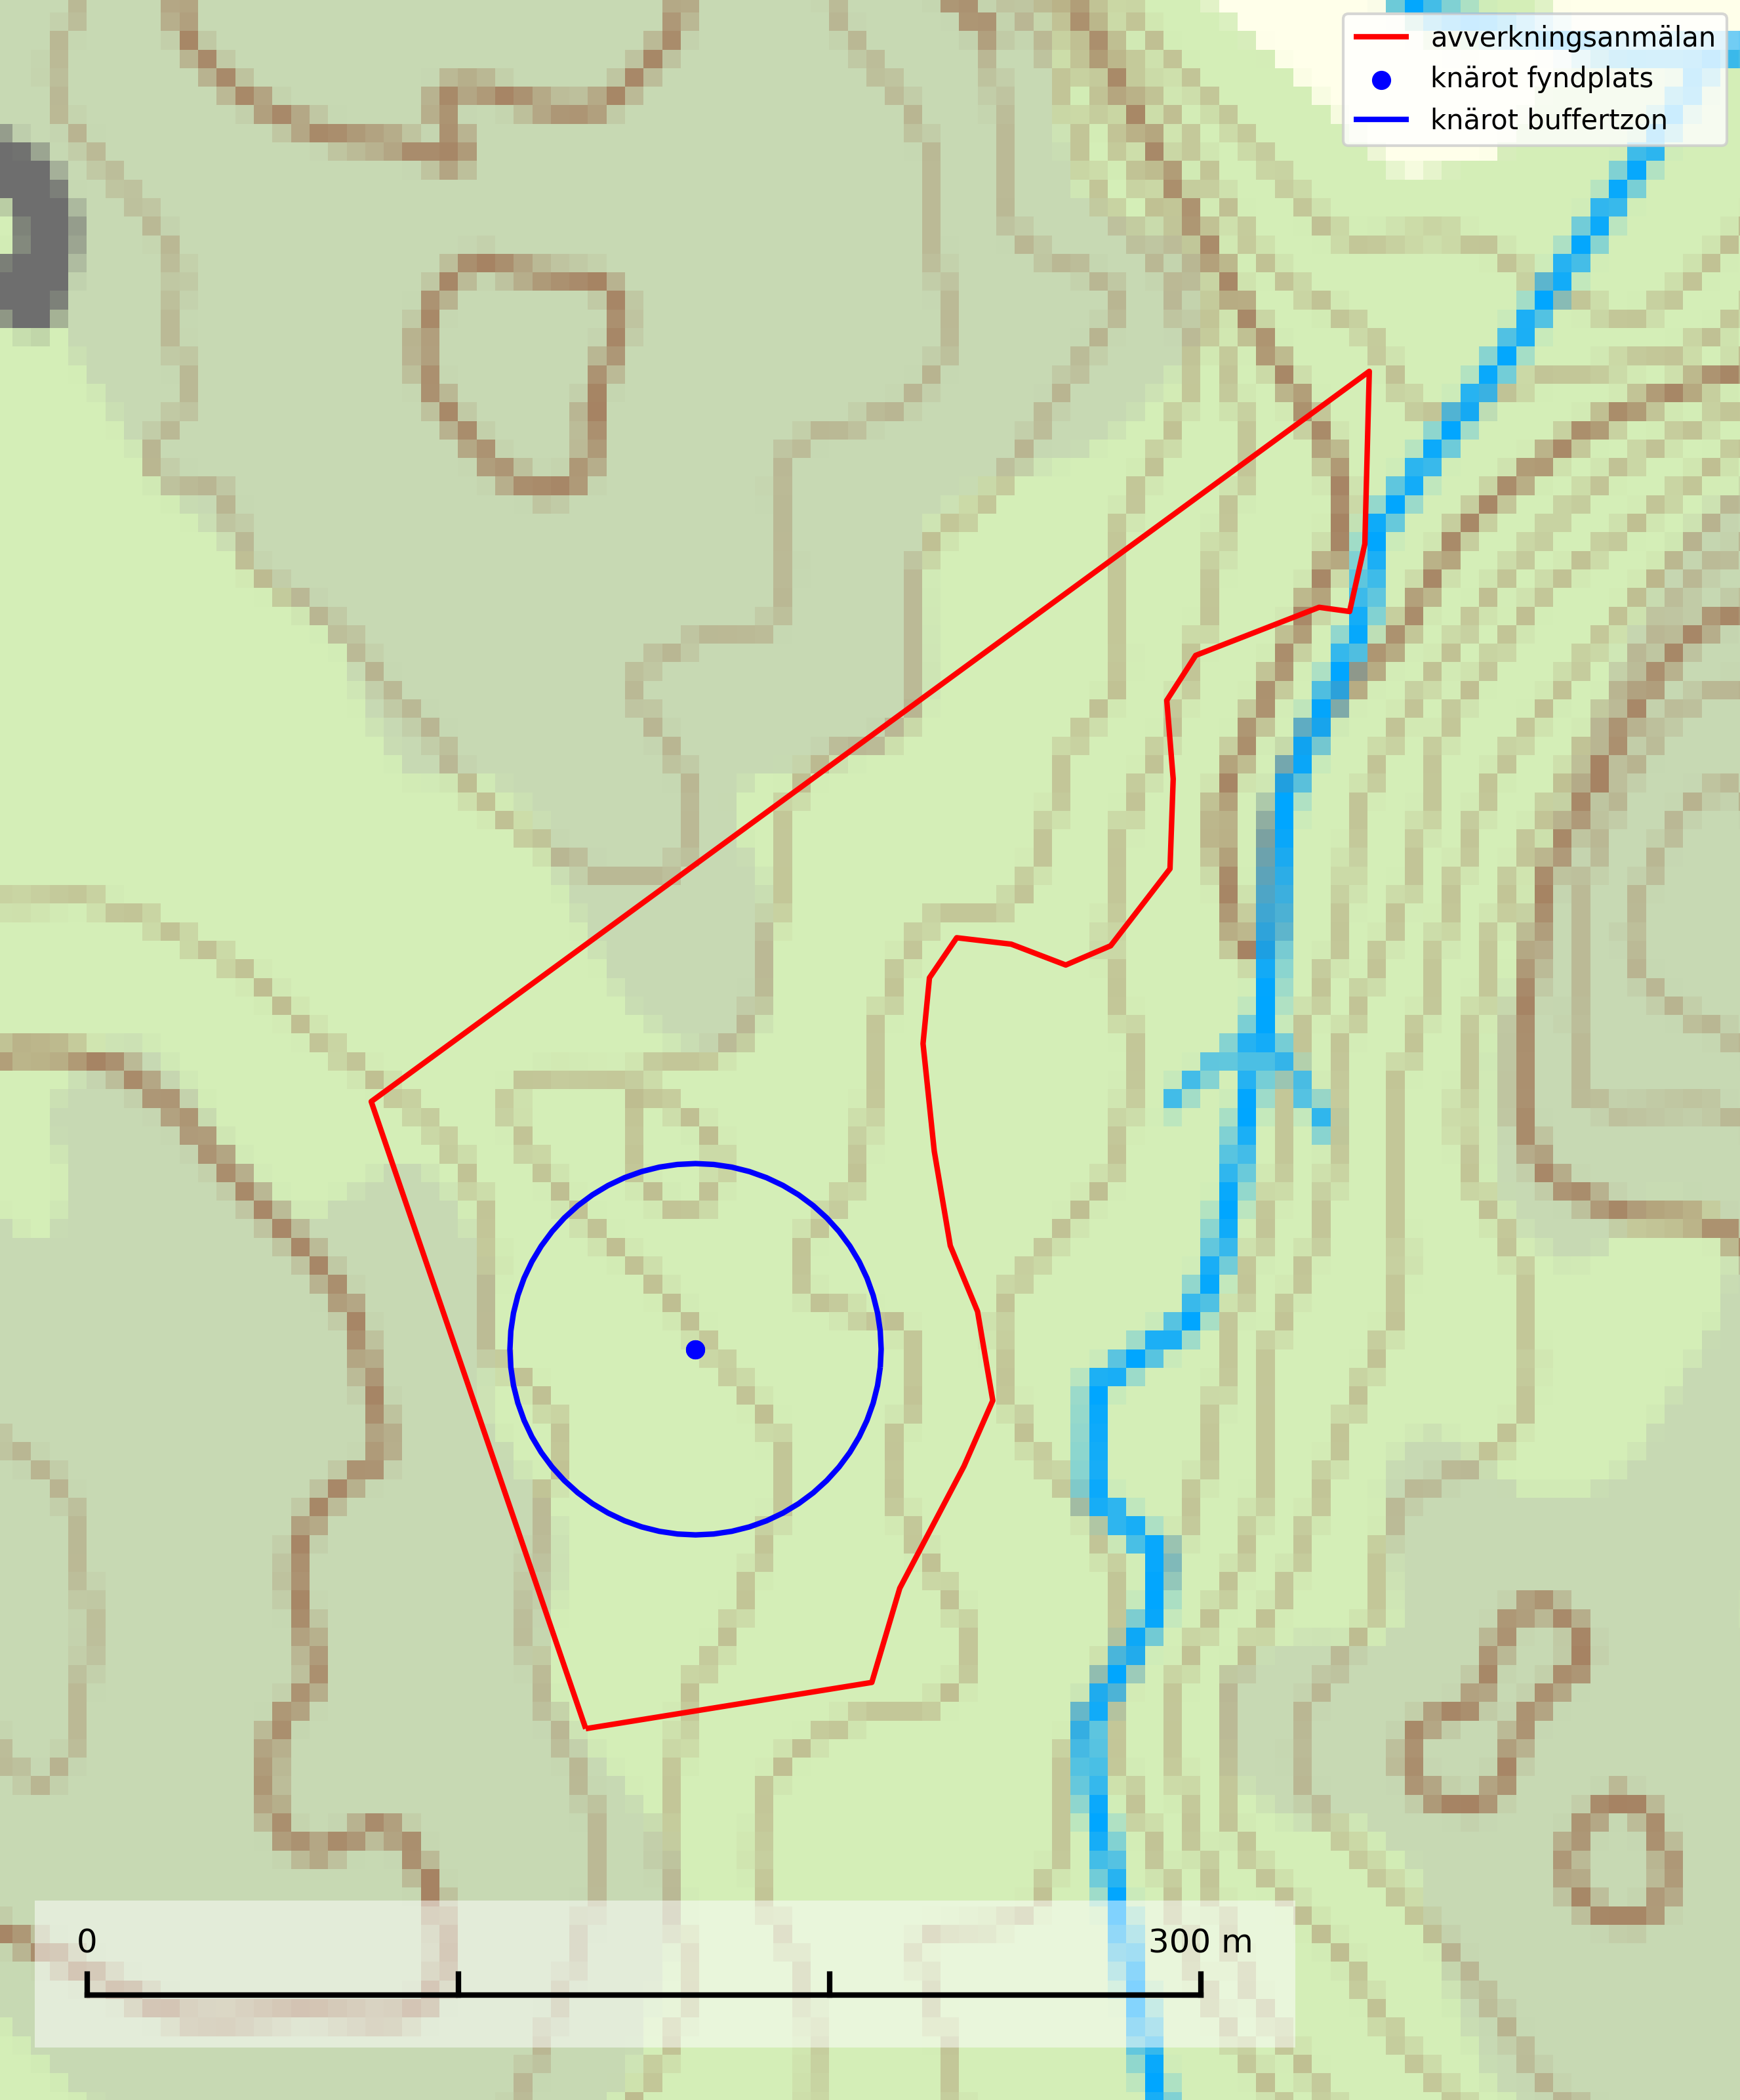 avverkningsanmälan
knärot fyndplats
knärot buffertzon
0 300 m